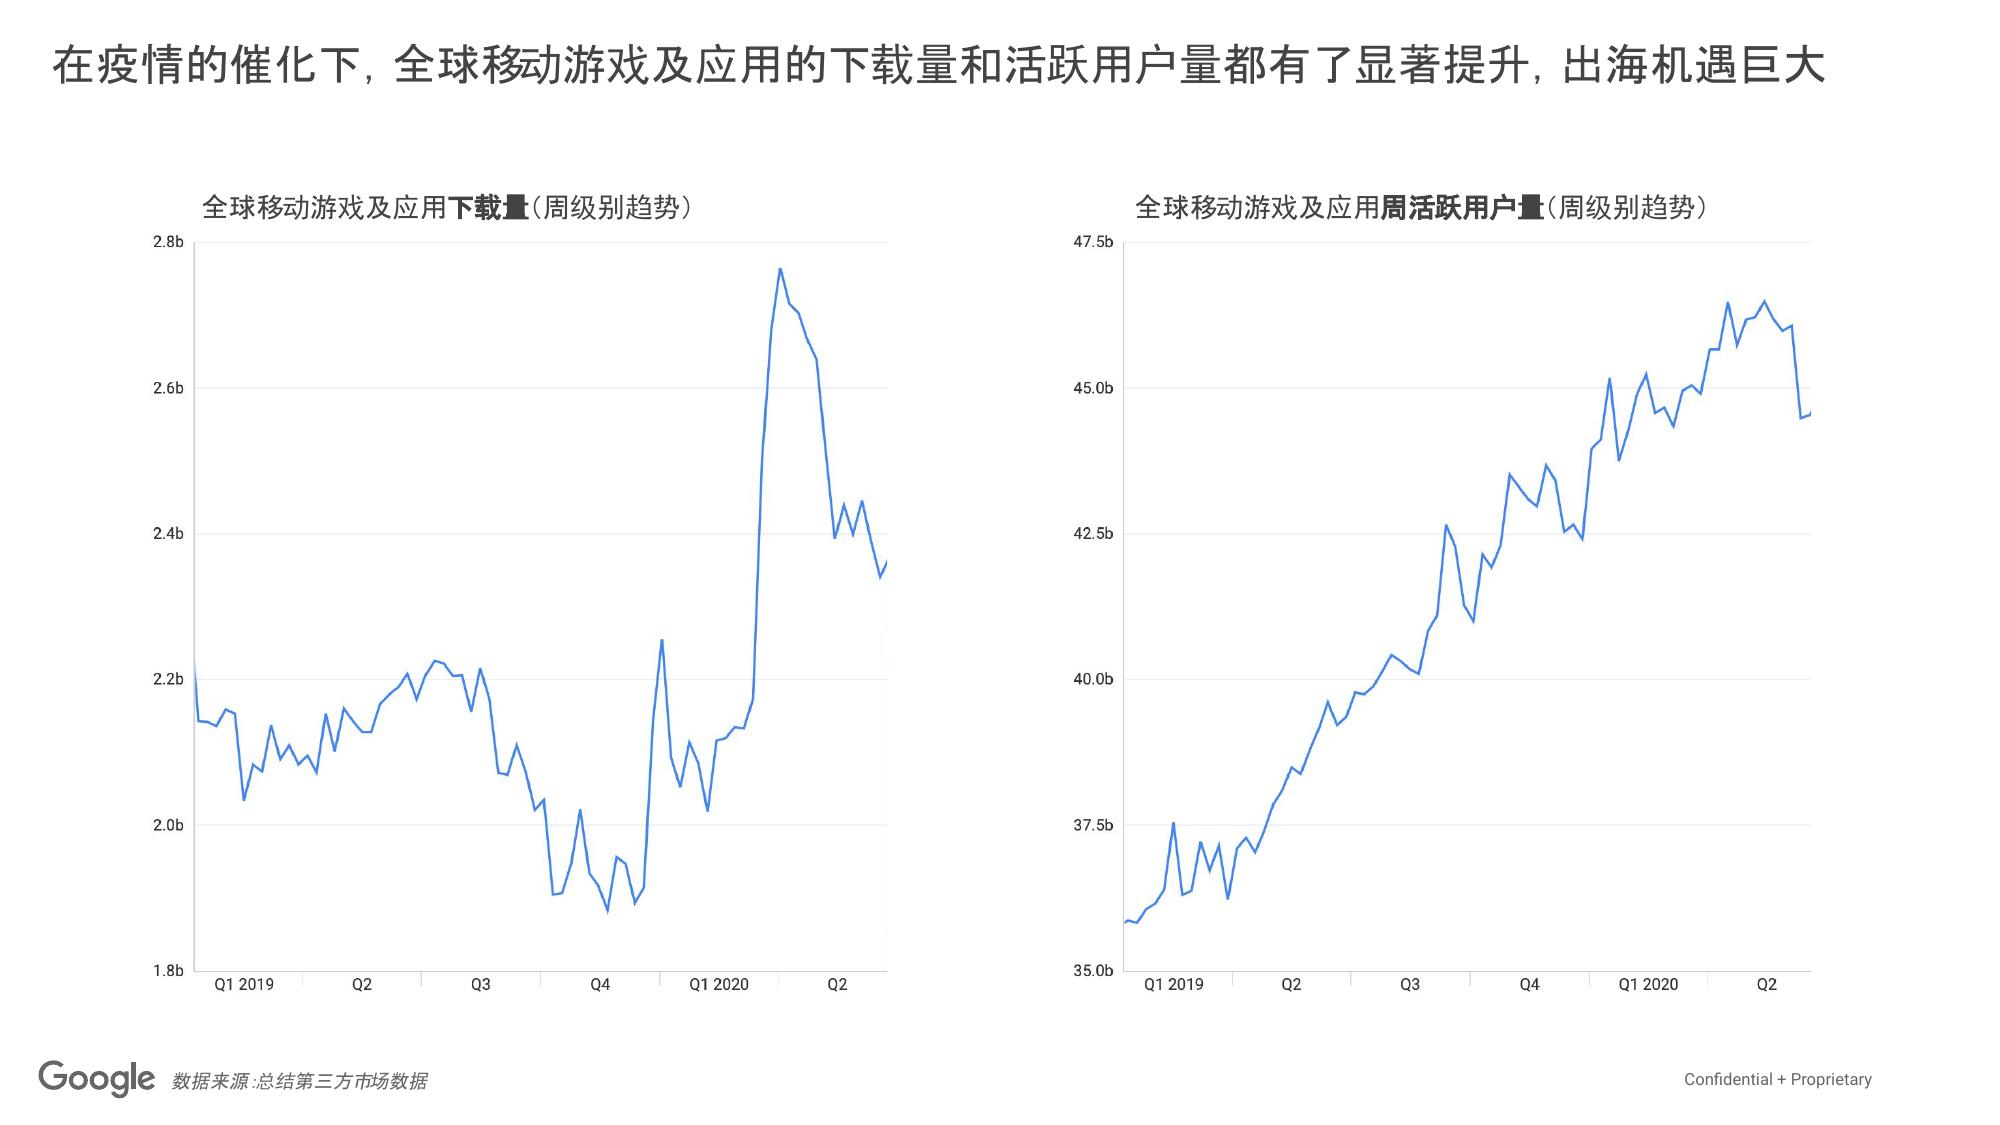 在疫情的催化下, 全球移动游戏及应用的下载量和活跃用户量都有了显著提升, 出海机遇巨大
全球移动游戏及应用下载量(周级别趋势)
2.8b
2.6b
2.4b
2.2b
2.0b
1.8b
Q1 2019 Q2 Q3 Q4 Q1 2020 Q2
全球移动游戏及应用周活跃用户量(周级别趋势)
47.5b
45.0b
42.5b
40.0b
37.5b
35.0b
Q1 2019 Q2 Q3 Q4 Q1 2020 Q2
Google 数据来源:总结第三方市场数据
Confidential + Proprietary